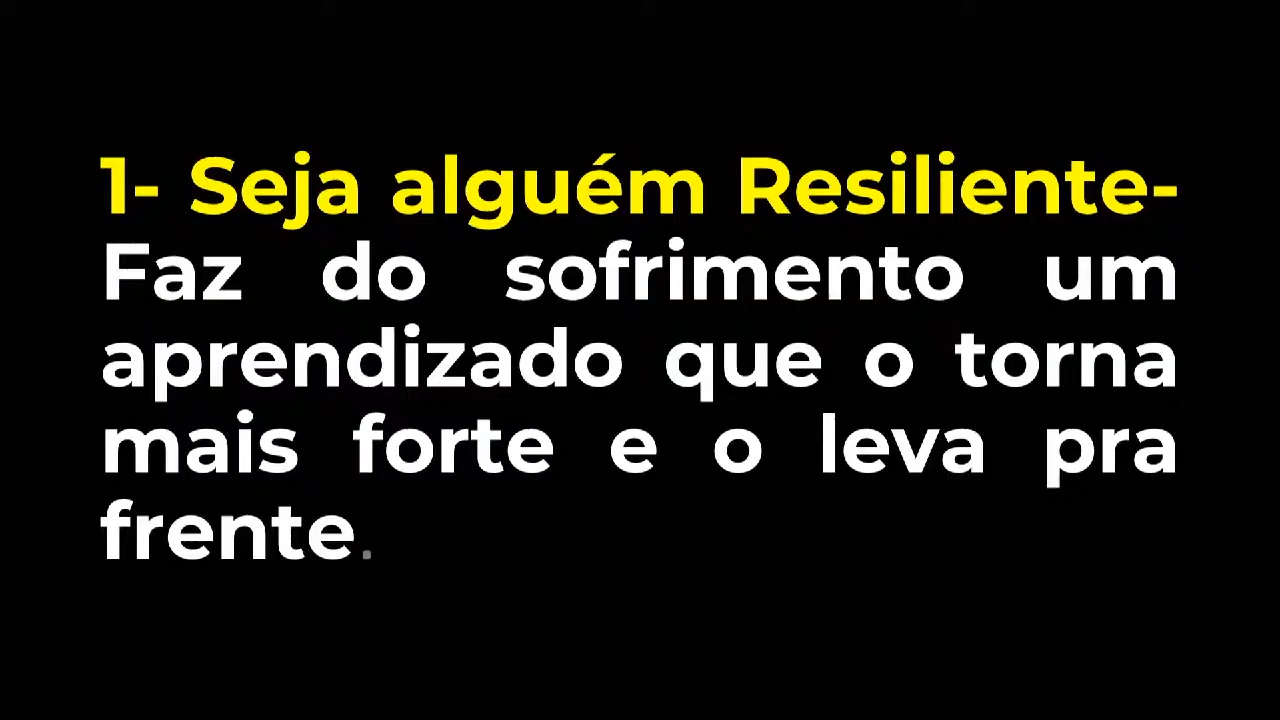 1- Seja alguém Resiliente-
Faz do sofrimento um
aprendizado que o torna
mais forte e o leva pra
frente.